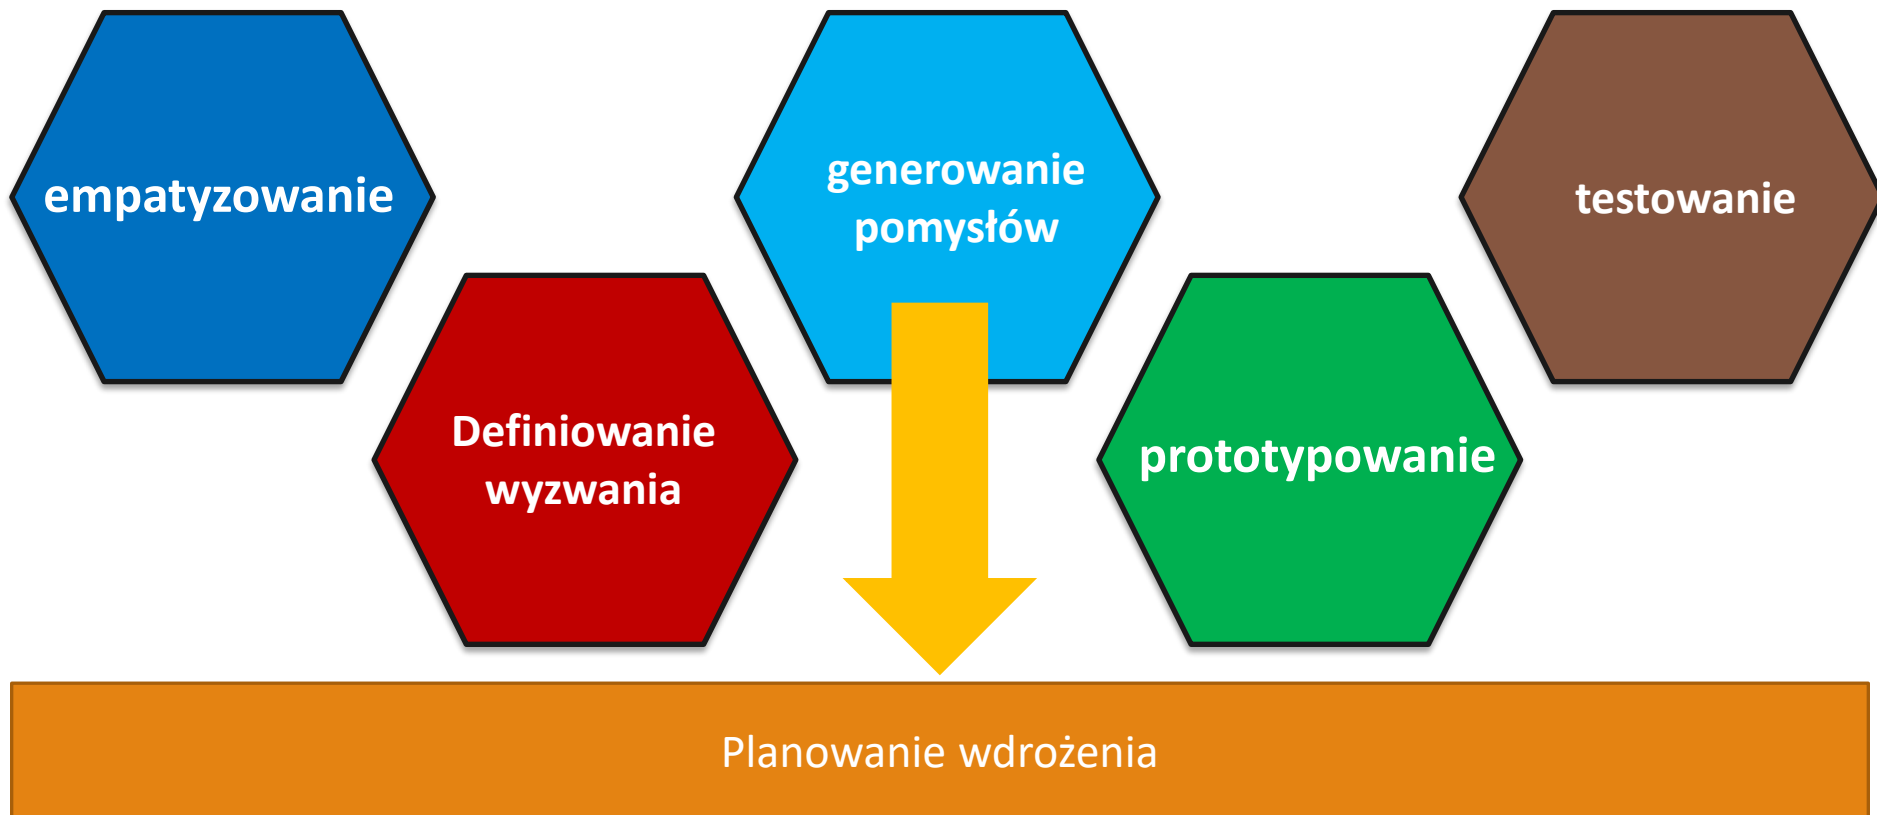 empatyzowanie
Definiowanie
wyzwania
generowanie
pomysłów
prototypowanie
testowanie
Planowanie wdrożenia